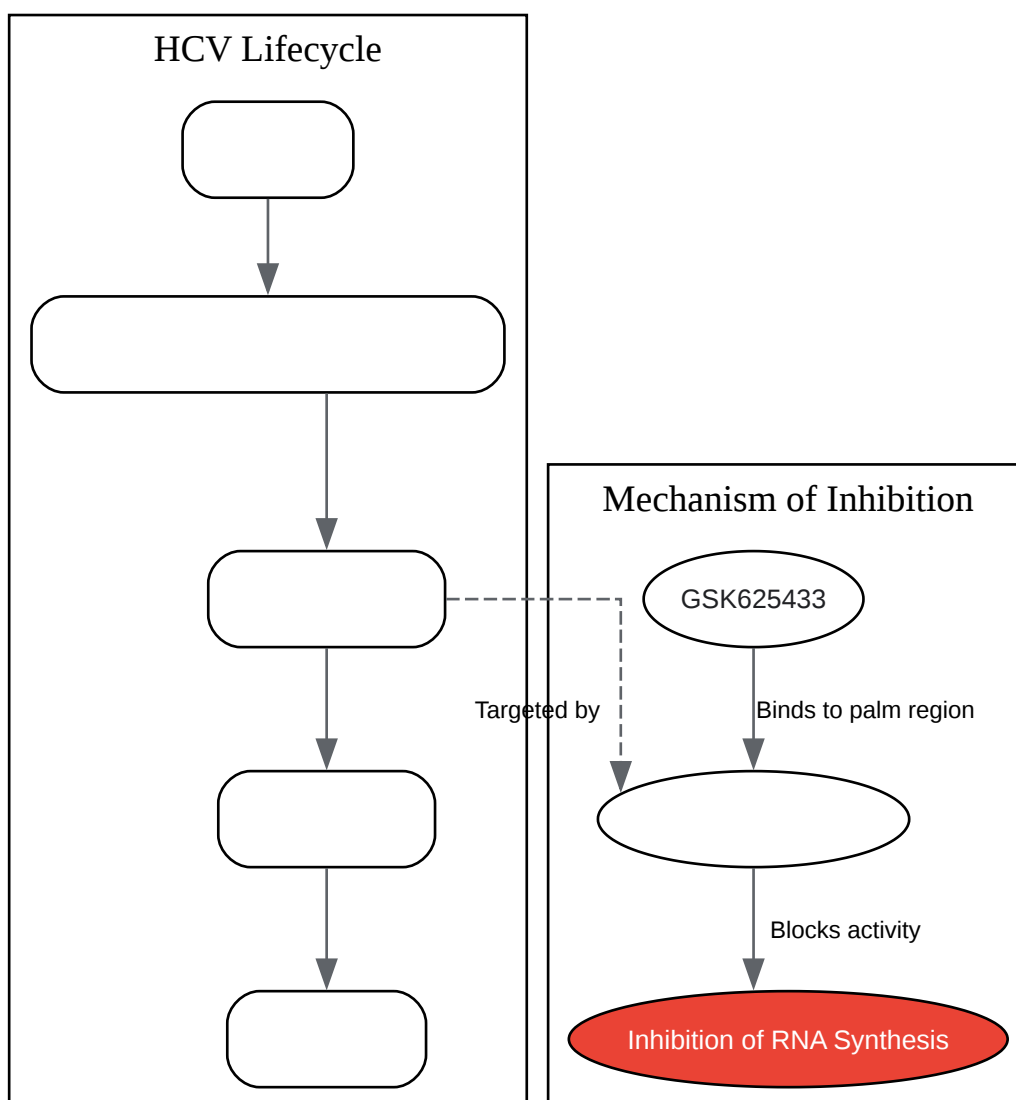 HCV Lifecycle
Mechanism of Inhibition
GSK625433
Targeted by
Binds to palm region
Blocks activity
Inhibition of RNA Synthesis